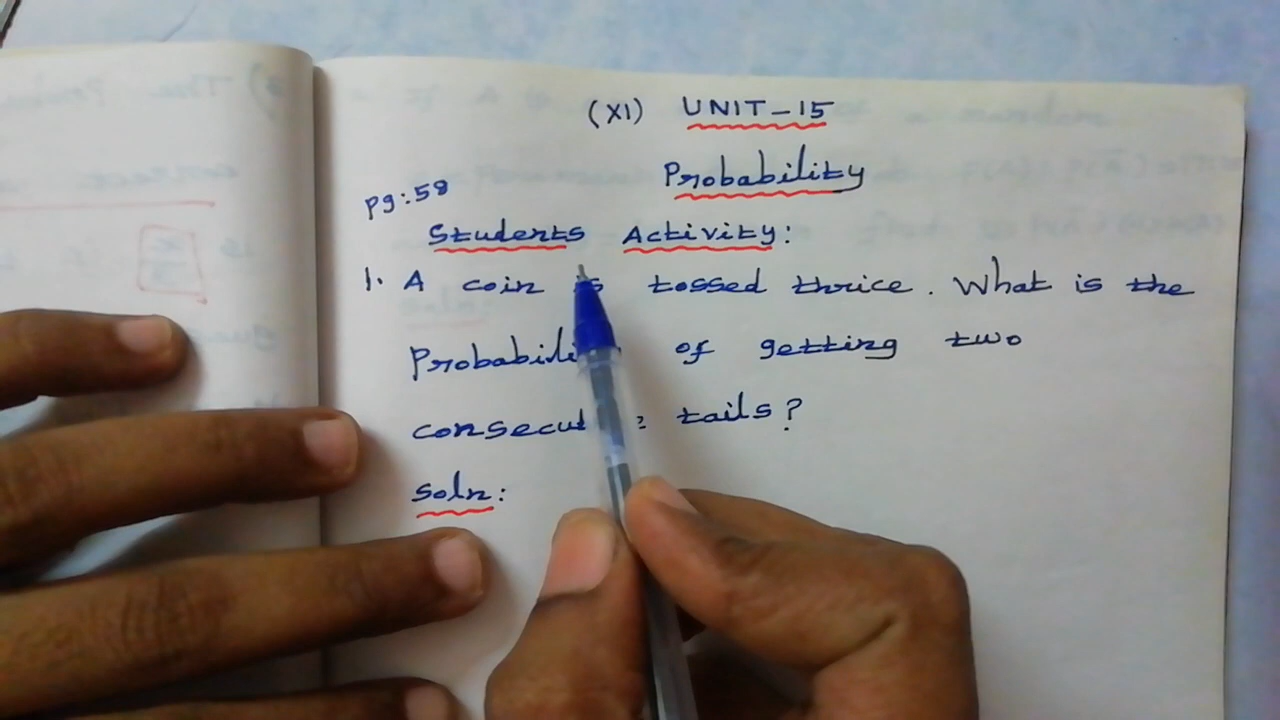 (XI) UNIT-15
Probability
Pg:58
Students Activity:
1. A coin is tossed thrice. What is the
of getting two
tails?
Soln: